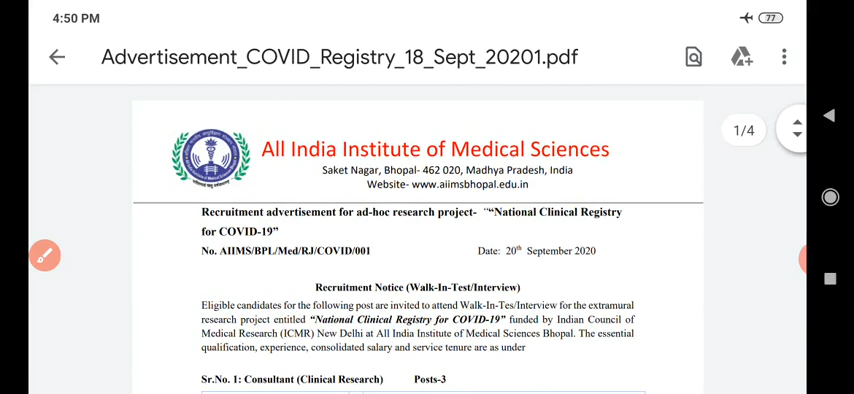 4:50 PM
77
Advertisement_COVID_Registry_18_Sept_20201.pdf
1/4
All India Institute of Medical Sciences
Saket Nagar, Bhopal- 462 020, Madhya Pradesh, India
Website- www.aiimsbhopal.edu.in
Recruitment advertisement for ad-hoc research project- "“National Clinical Registry
for COVID-19”
No. AIIMS/BPL/Med/RJ/COVID/001 Date: 20th September 2020
Recruitment Notice (Walk-In-Test/Interview)
Eligible candidates for the following post are invited to attend Walk-In-Tes/Interview for the extramural
research project entitled “National Clinical Registry for COVID-19” funded by Indian Council of
Medical Research (ICMR) New Delhi at All India Institute of Medical Sciences Bhopal. The essential
qualification, experience, consolidated salary and service tenure are as under
Sr.No. 1: Consultant (Clinical Research) Posts-3